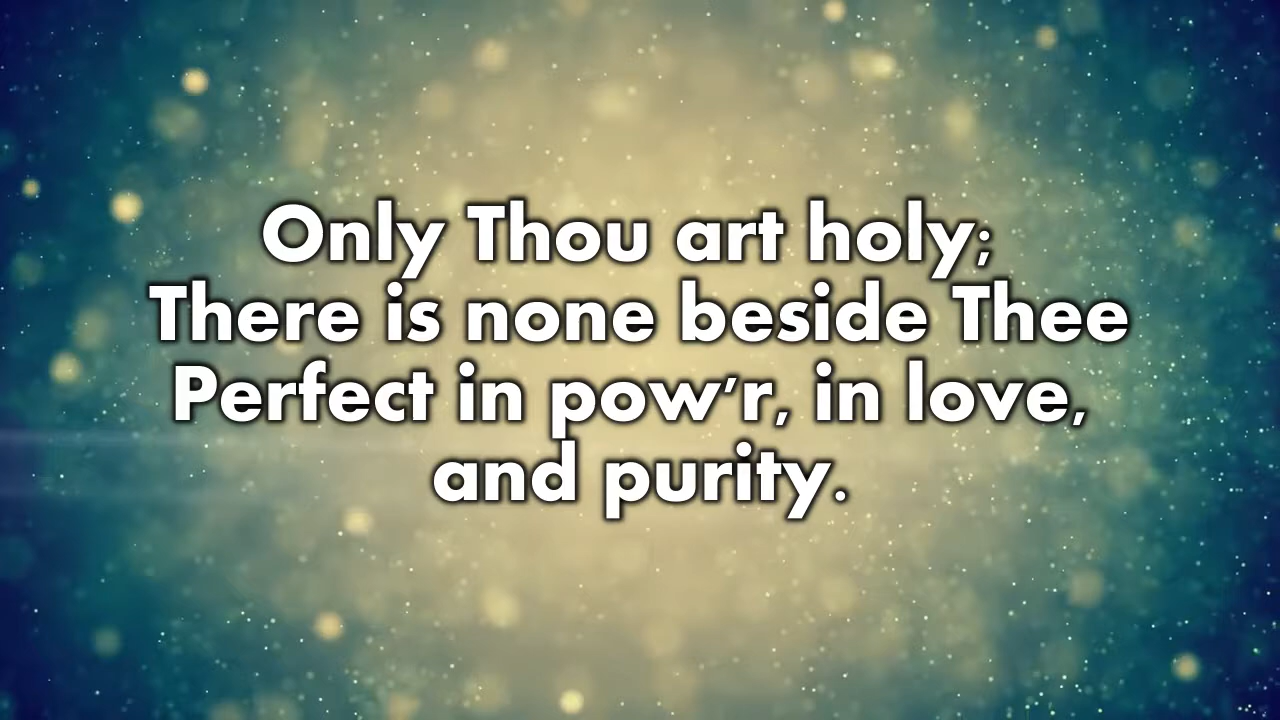 Only Thou art holy;
There is none beside Thee
Perfect in pow'r, in love,
and purity.